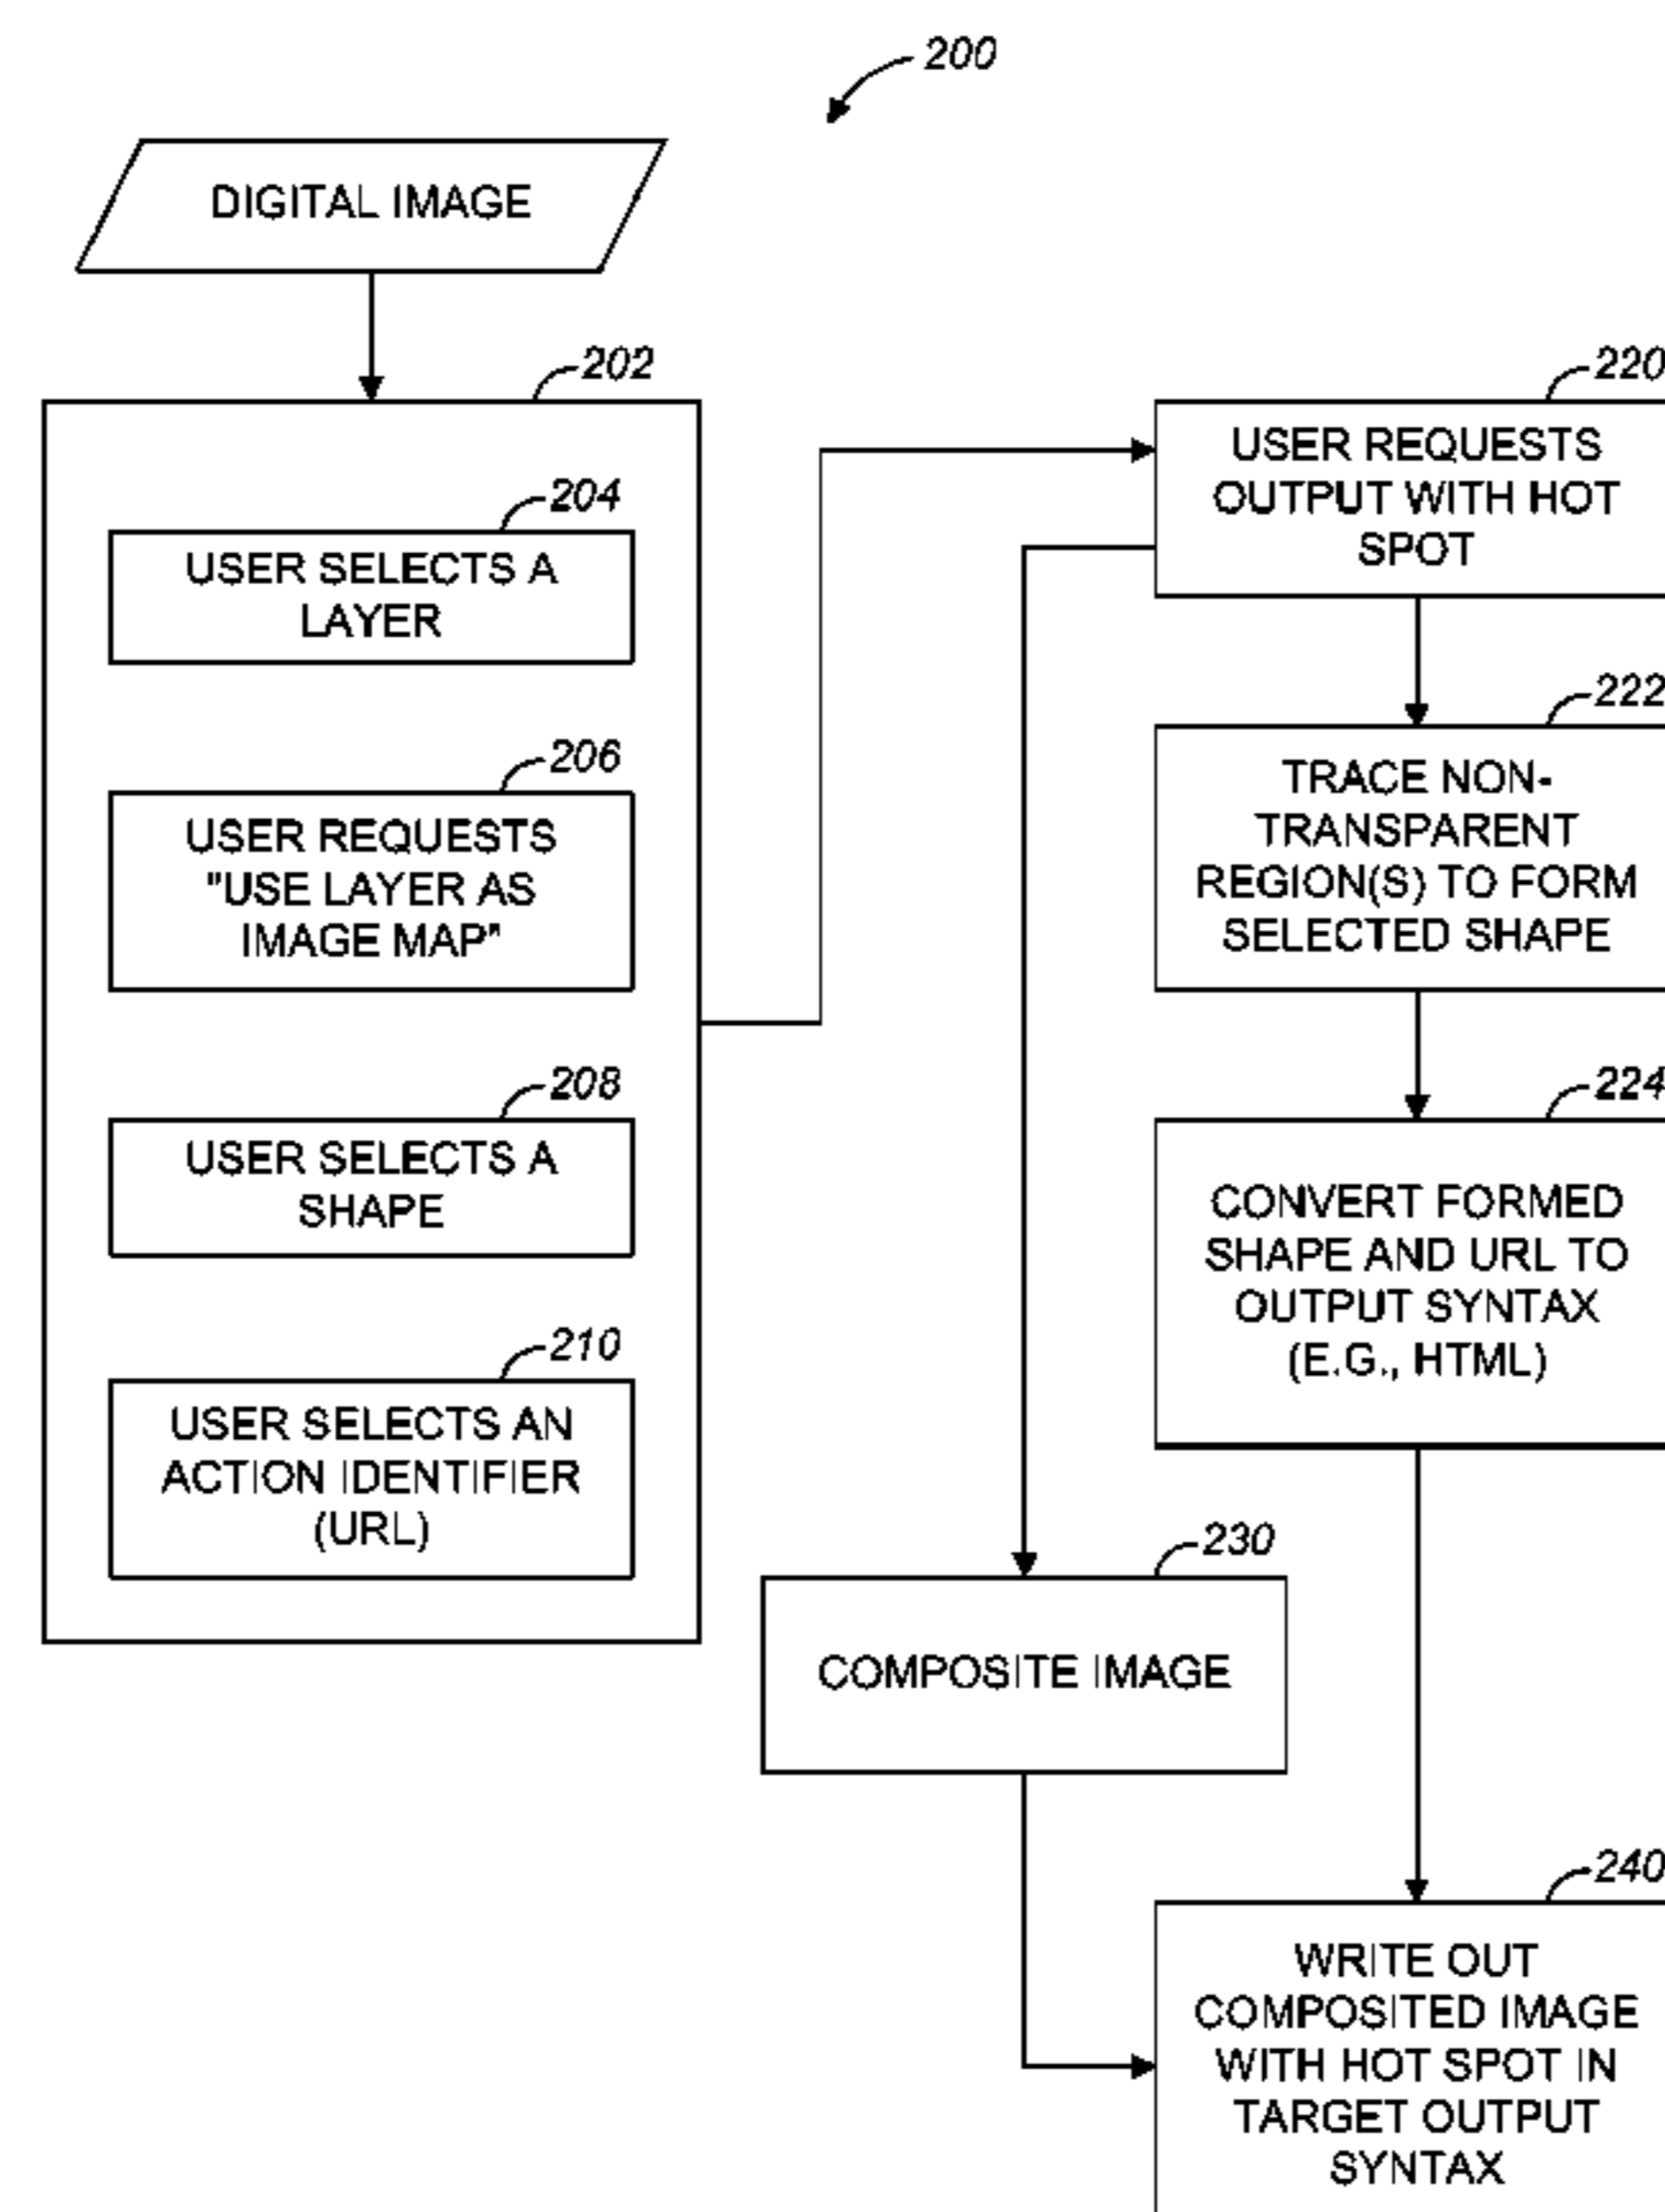 200
DIGITAL IMAGE
202
204
USER SELECTS A
LAYER
206
USER REQUESTS
"USE LAYER AS
IMAGE MAP"
208
USER SELECTS A
SHAPE
210
USER SELECTS AN
ACTION IDENTIFIER
(URL)
220
USER REQUESTS
OUTPUT WITH HOT
SPOT
222
TRACE NON-
TRANSPARENT
REGION(S) TO FORM
SELECTED SHAPE
224
CONVERT FORMED
SHAPE AND URL TO
OUTPUT SYNTAX
(E.G., HTML)
230
COMPOSITE IMAGE
240
WRITE OUT
COMPOSITED IMAGE
WITH HOT SPOT IN
TARGET OUTPUT
SYNTAX